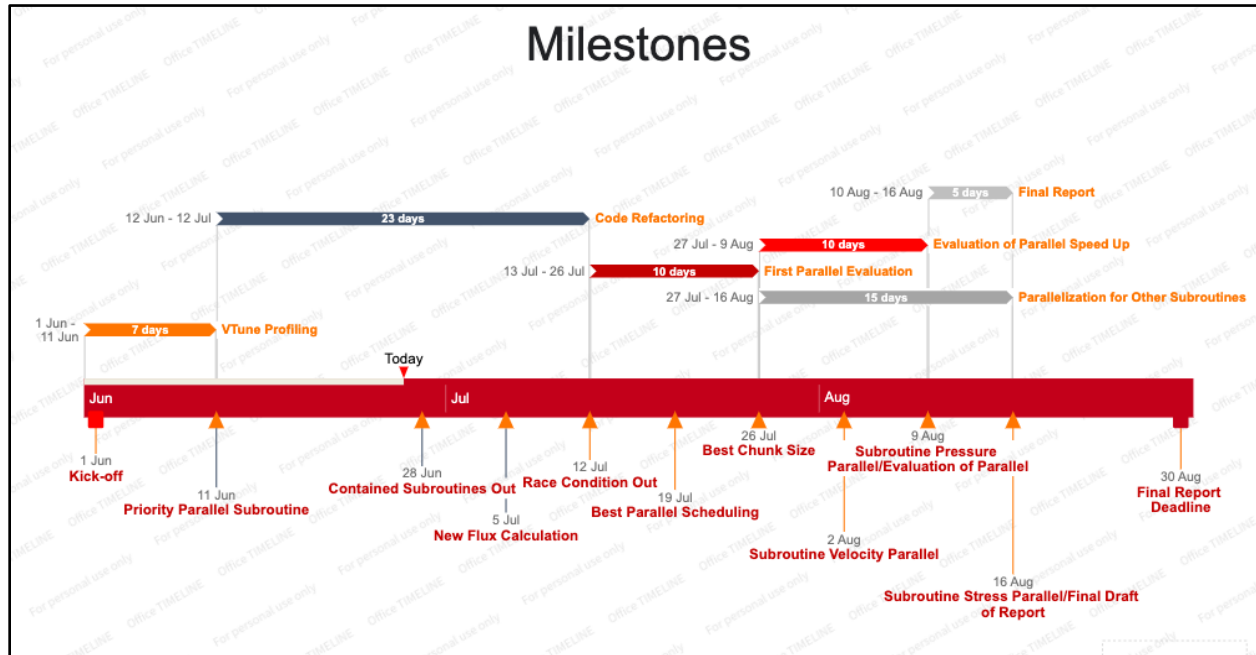 Milestones
10 Aug - 16 Aug
5 days
Final Report
12 Jun - 12 Jul
23 days
Code Refactoring
27 Jul - 9 Aug
10 days
Evaluation of Parallel Speed Up
13 Jul - 26 Jul
10 days
First Parallel Evaluation
27 Jul - 16 Aug
15 days
Parallelization for Other Subroutines
1 Jun -
11 Jun
7 days
VTune Profiling
Today
Jun
Jul
Aug
1 Jun
Kick-off
11 Jun
Priority Parallel Subroutine
28 Jun
Contained Subroutines Out
5 Jul
New Flux Calculation
12 Jul
Race Condition Out
19 Jul
Best Parallel Scheduling
26 Jul
Best Chunk Size
2 Aug
Subroutine Velocity Parallel
9 Aug
Subroutine Pressure
Parallel/Evaluation of Parallel
16 Aug
Subroutine Stress Parallel/Final Draft
of Report
30 Aug
Final Report
Deadline
For personal use only
Office TIMELINE